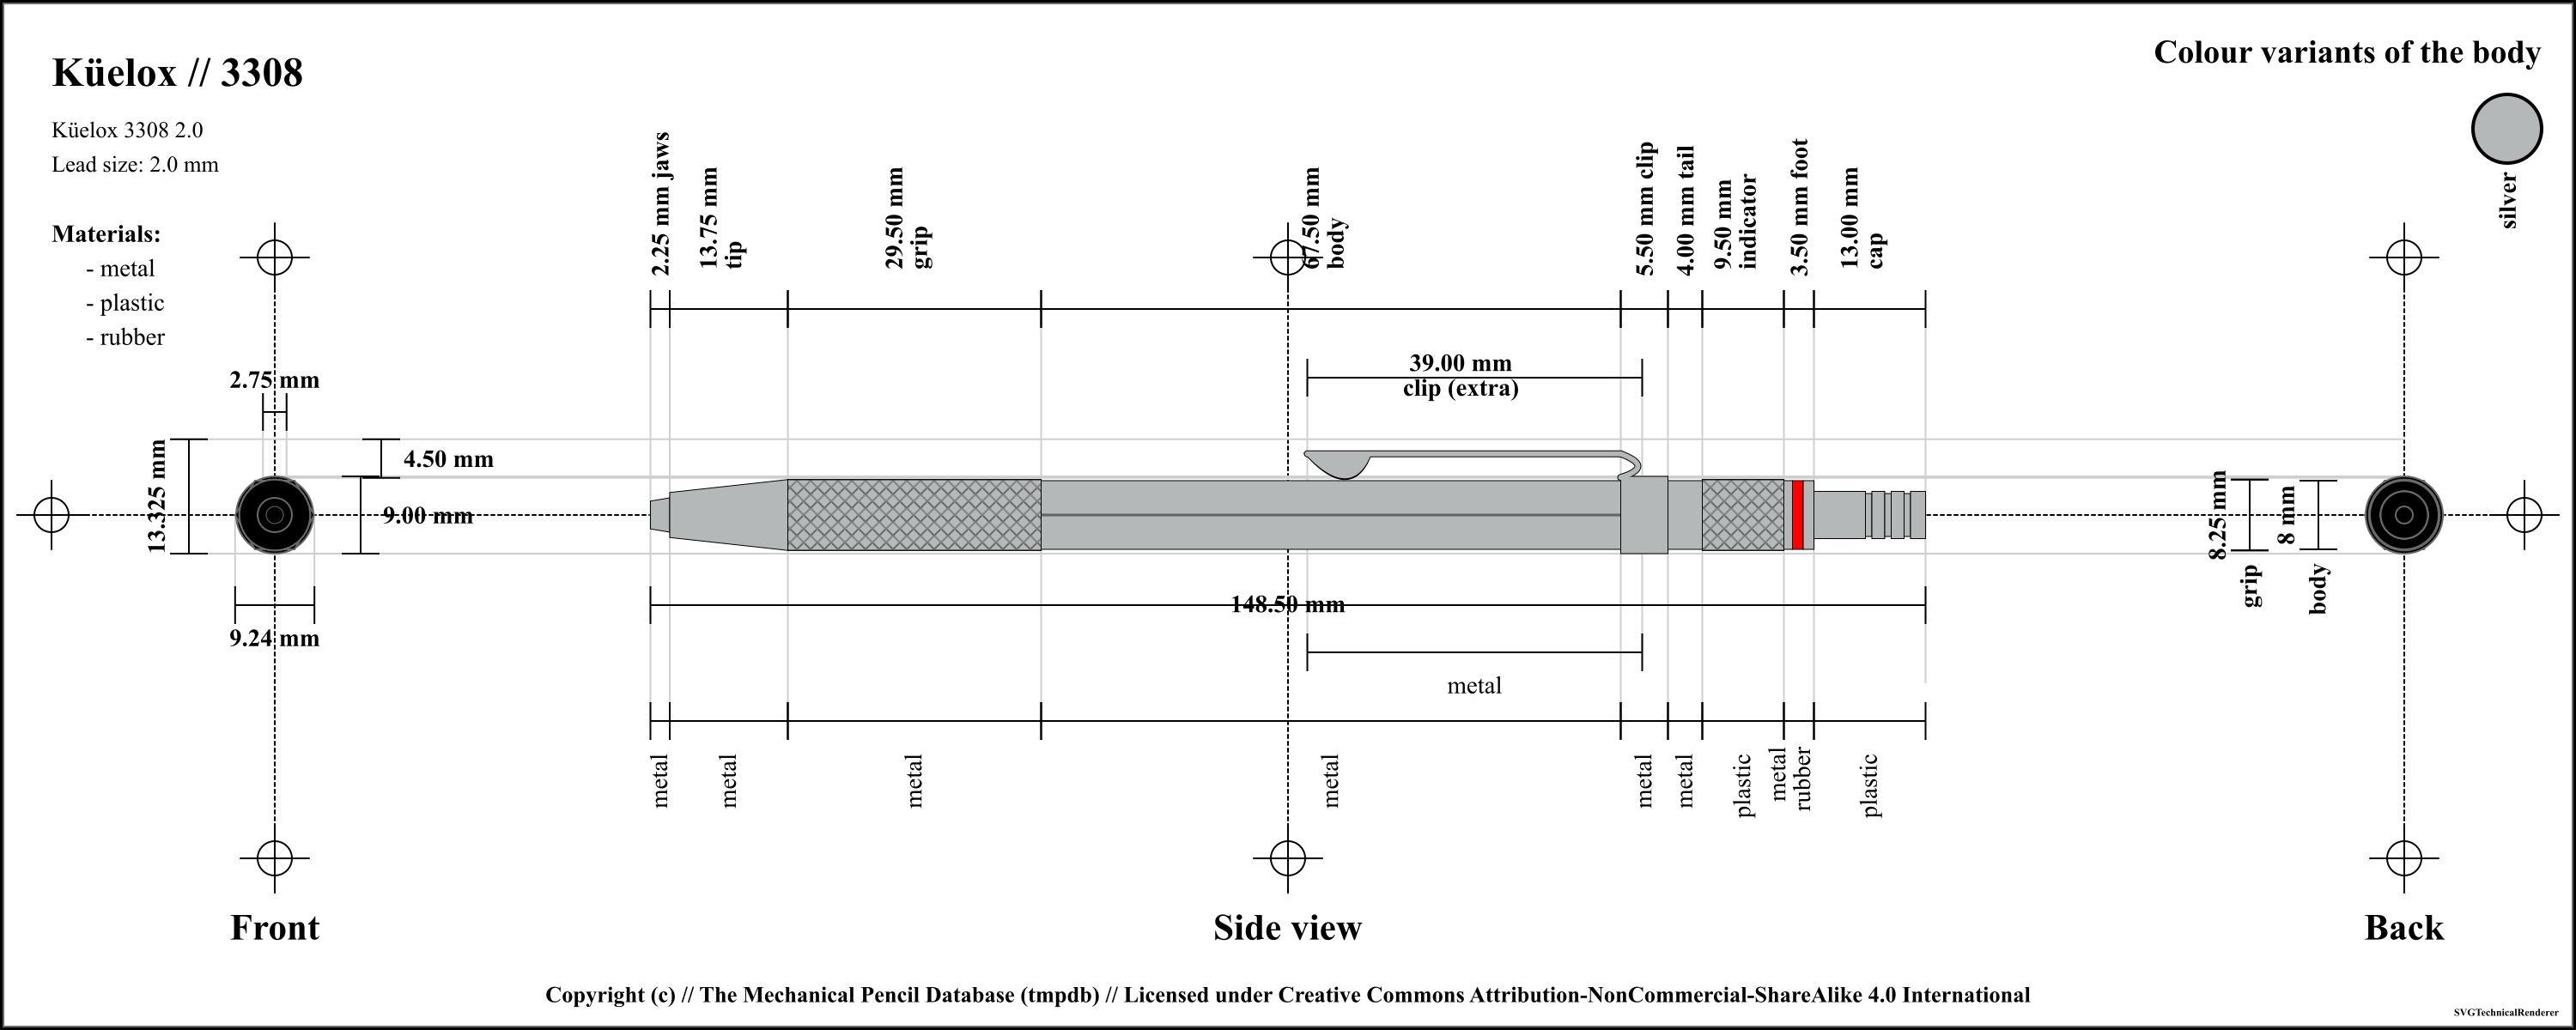 Küelox // 3308
Colour variants of the body
Küelox 3308 2.0
Lead size: 2.0 mm
silver
Materials:
- metal
- plastic
- rubber
2.25 mm jaws
13.75 mm
tip
29.50 mm
grip
67.50 mm
body
5.50 mm clip
4.00 mm tail
9.50 mm
indicator
3.50 mm foot
13.00 mm
cap
39.00 mm
clip (extra)
2.75 mm
13.325 mm
4.50 mm
9.00 mm
9.24 mm
8.25 mm
grip
8 mm
body
148.50 mm
metal
metal
metal
metal
metal
metal
metal
plastic
metal
rubber
plastic
Front
Side view
Back
Copyright (c) // The Mechanical Pencil Database (tmpdb) // Licensed under Creative Commons Attribution-NonCommercial-ShareAlike 4.0 International
SVGTechnicalRenderer